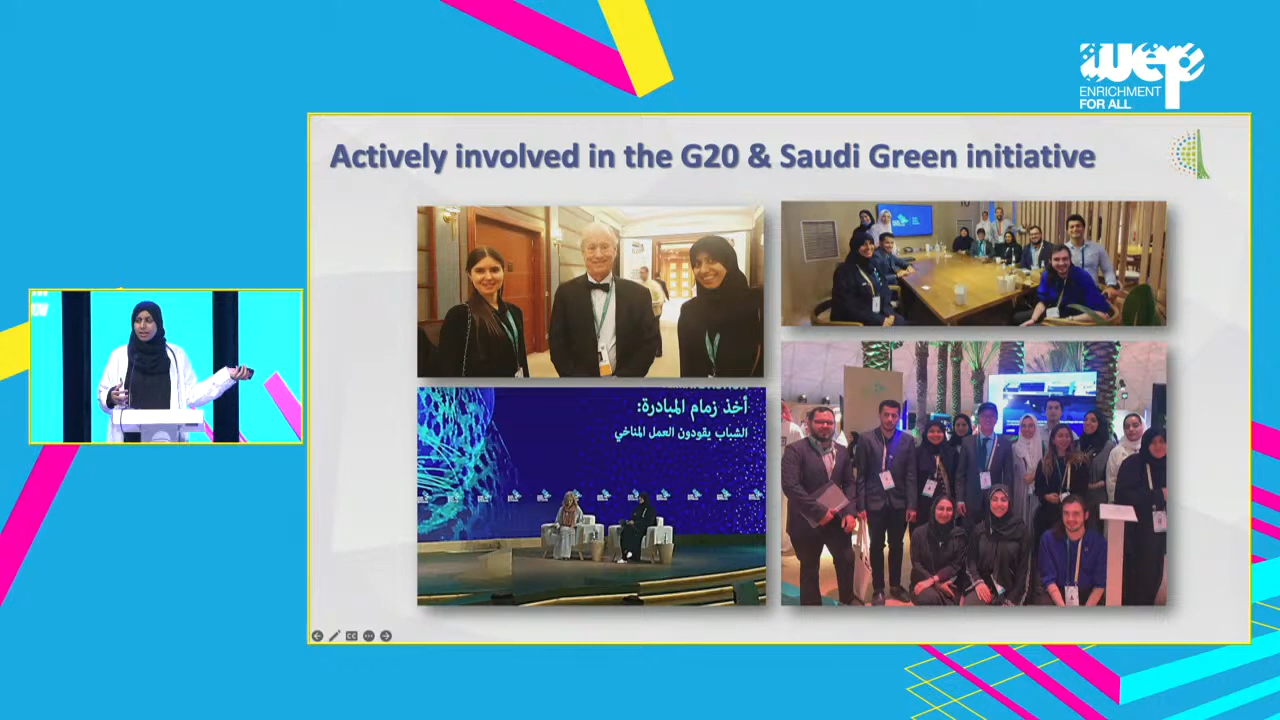 wep
ENRICHMENT
FOR ALL
Actively involved in the G20 & Saudi Green initiative
أخذ زمام المبادرة:
الشباب يقودون العمل المناخي